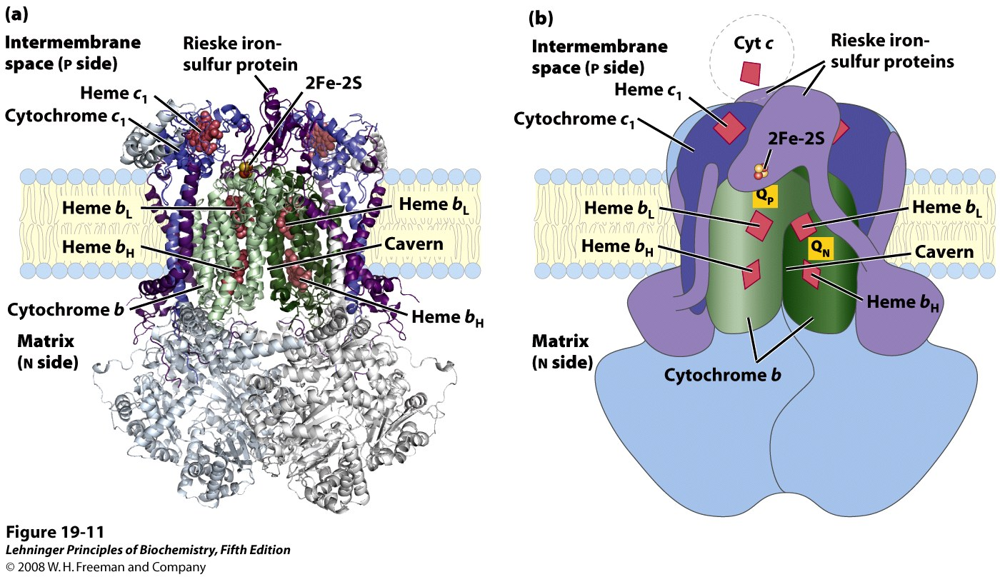 (a)
Intermembrane
space (P side)
Rieske iron-
sulfur protein
2Fe-2S
Heme c1
Cytochrome c1
Heme bL
Heme bL
Heme bH
Cavern
Cytochrome b
Heme bH
Matrix
(N side)
(b)
Intermembrane
space (P side)
Cyt c
Rieske iron-
sulfur proteins
Heme c1
Cytochrome c1
2Fe-2S
QP
Heme bL
Heme bL
Heme bH
QN
Cavern
Heme bH
Matrix
(N side)
Cytochrome b
Figure 19-11
Lehninger Principles of Biochemistry, Fifth Edition
© 2008 W. H. Freeman and Company